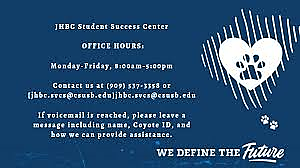 JHBC Student Success Center
OFFICE HOURS:
Monday-Friday, 8:00am-5:00pm
Contact us at (909) 537-3358 or
[jhbc.svcs@csusb.edu]jhbc.svcs@csusb.edu
If voicemail is reached, please leave a
message including name, Coyote ID, and
how we can provide assistance.
WE DEFINE THE Future